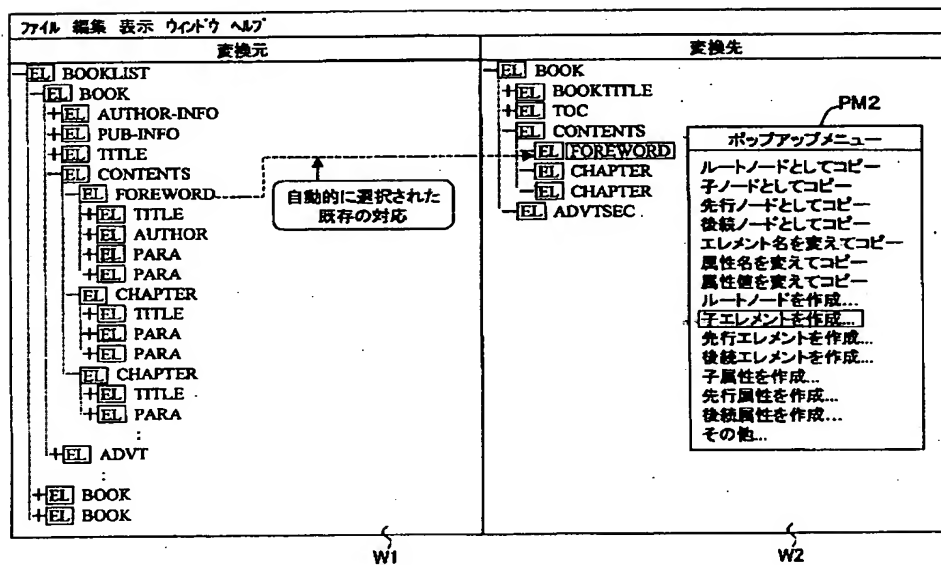 ファイル 編集 表示 ウィンドウ ヘルプ
変換元
EL BOOKLIST
EL BOOK
EL AUTHOR-INFO
EL PUB-INFO
EL TITLE
EL CONTENTS
EL FOREWORD
EL TITLE
EL AUTHOR
EL PARA
EL PARA
EL CHAPTER
EL TITLE
EL PARA
EL PARA
EL CHAPTER
EL TITLE
EL PARA
EL ADVT
EL BOOK
EL BOOK
自動的に選択された
既存の対応
W1
変換先
EL BOOK
EL BOOKTITLE
EL TOC
EL CONTENTS
EL FOREWORD
EL CHAPTER
EL CHAPTER
EL ADVTSEC
PM2
ポップアップメニュー
ルートノードとしてコピー
子ノードとしてコピー
先行ノードとしてコピー
後続ノードとしてコピー
エレメント名を変えてコピー
属性名を変えてコピー
属性値を変えてコピー
ルートノードを作成...
子エレメントを作成...
先行エレメントを作成...
後続エレメントを作成...
子属性を作成...
先行属性を作成...
後続属性を作成...
その他...
W2